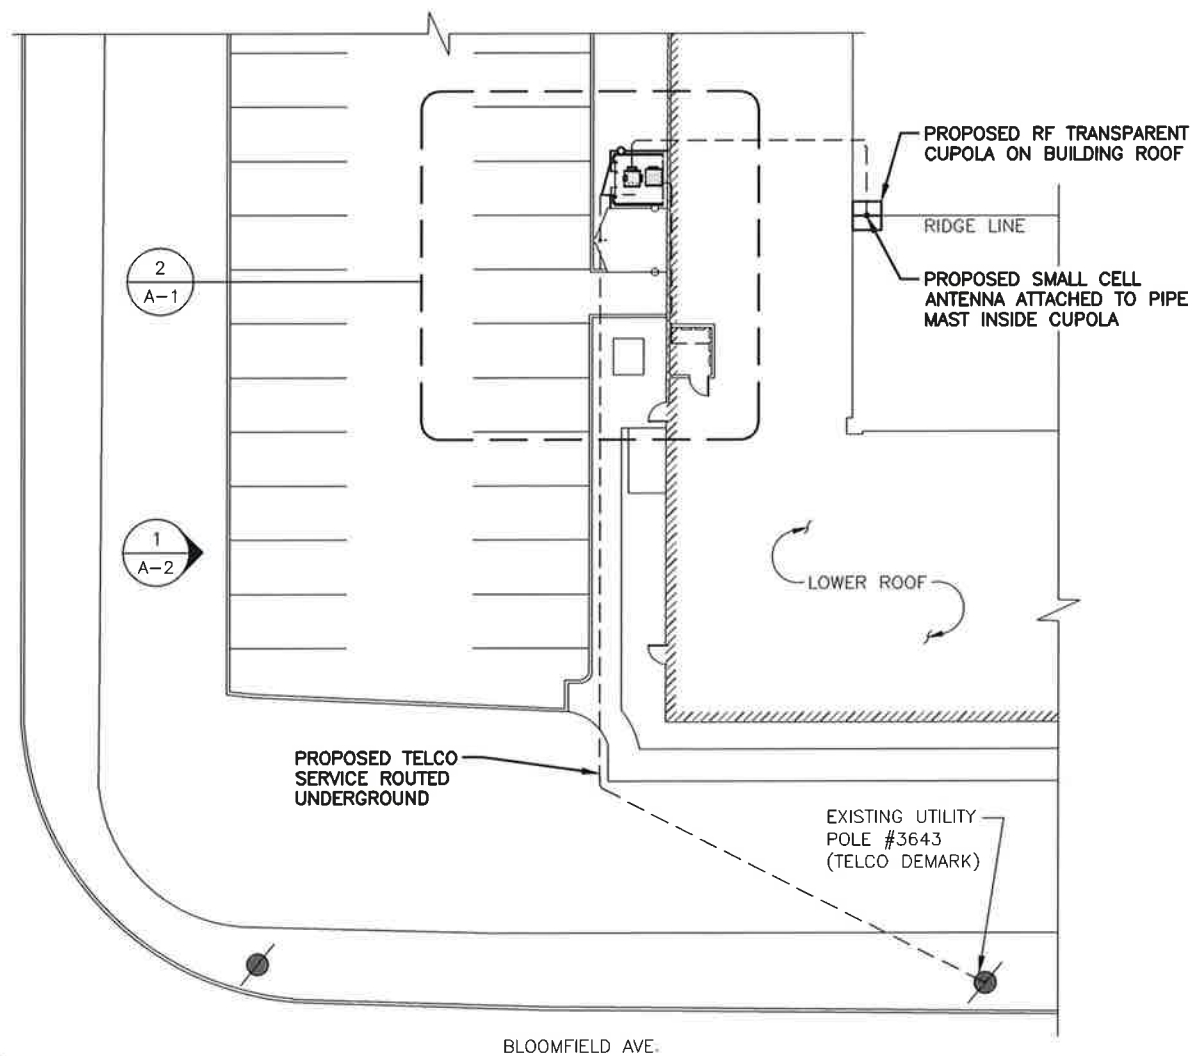 PROPOSED RF TRANSPARENT
CUPOLA ON BUILDING ROOF
RIDGE LINE
2
A-1
PROPOSED SMALL CELL
ANTENNA ATTACHED TO PIPE
MAST INSIDE CUPOLA
1
A-2
LOWER ROOF
PROPOSED TELCO
SERVICE ROUTED
UNDERGROUND
EXISTING UTILITY
POLE #3643
(TELCO DEMARK)
BLOOMFIELD AVE.